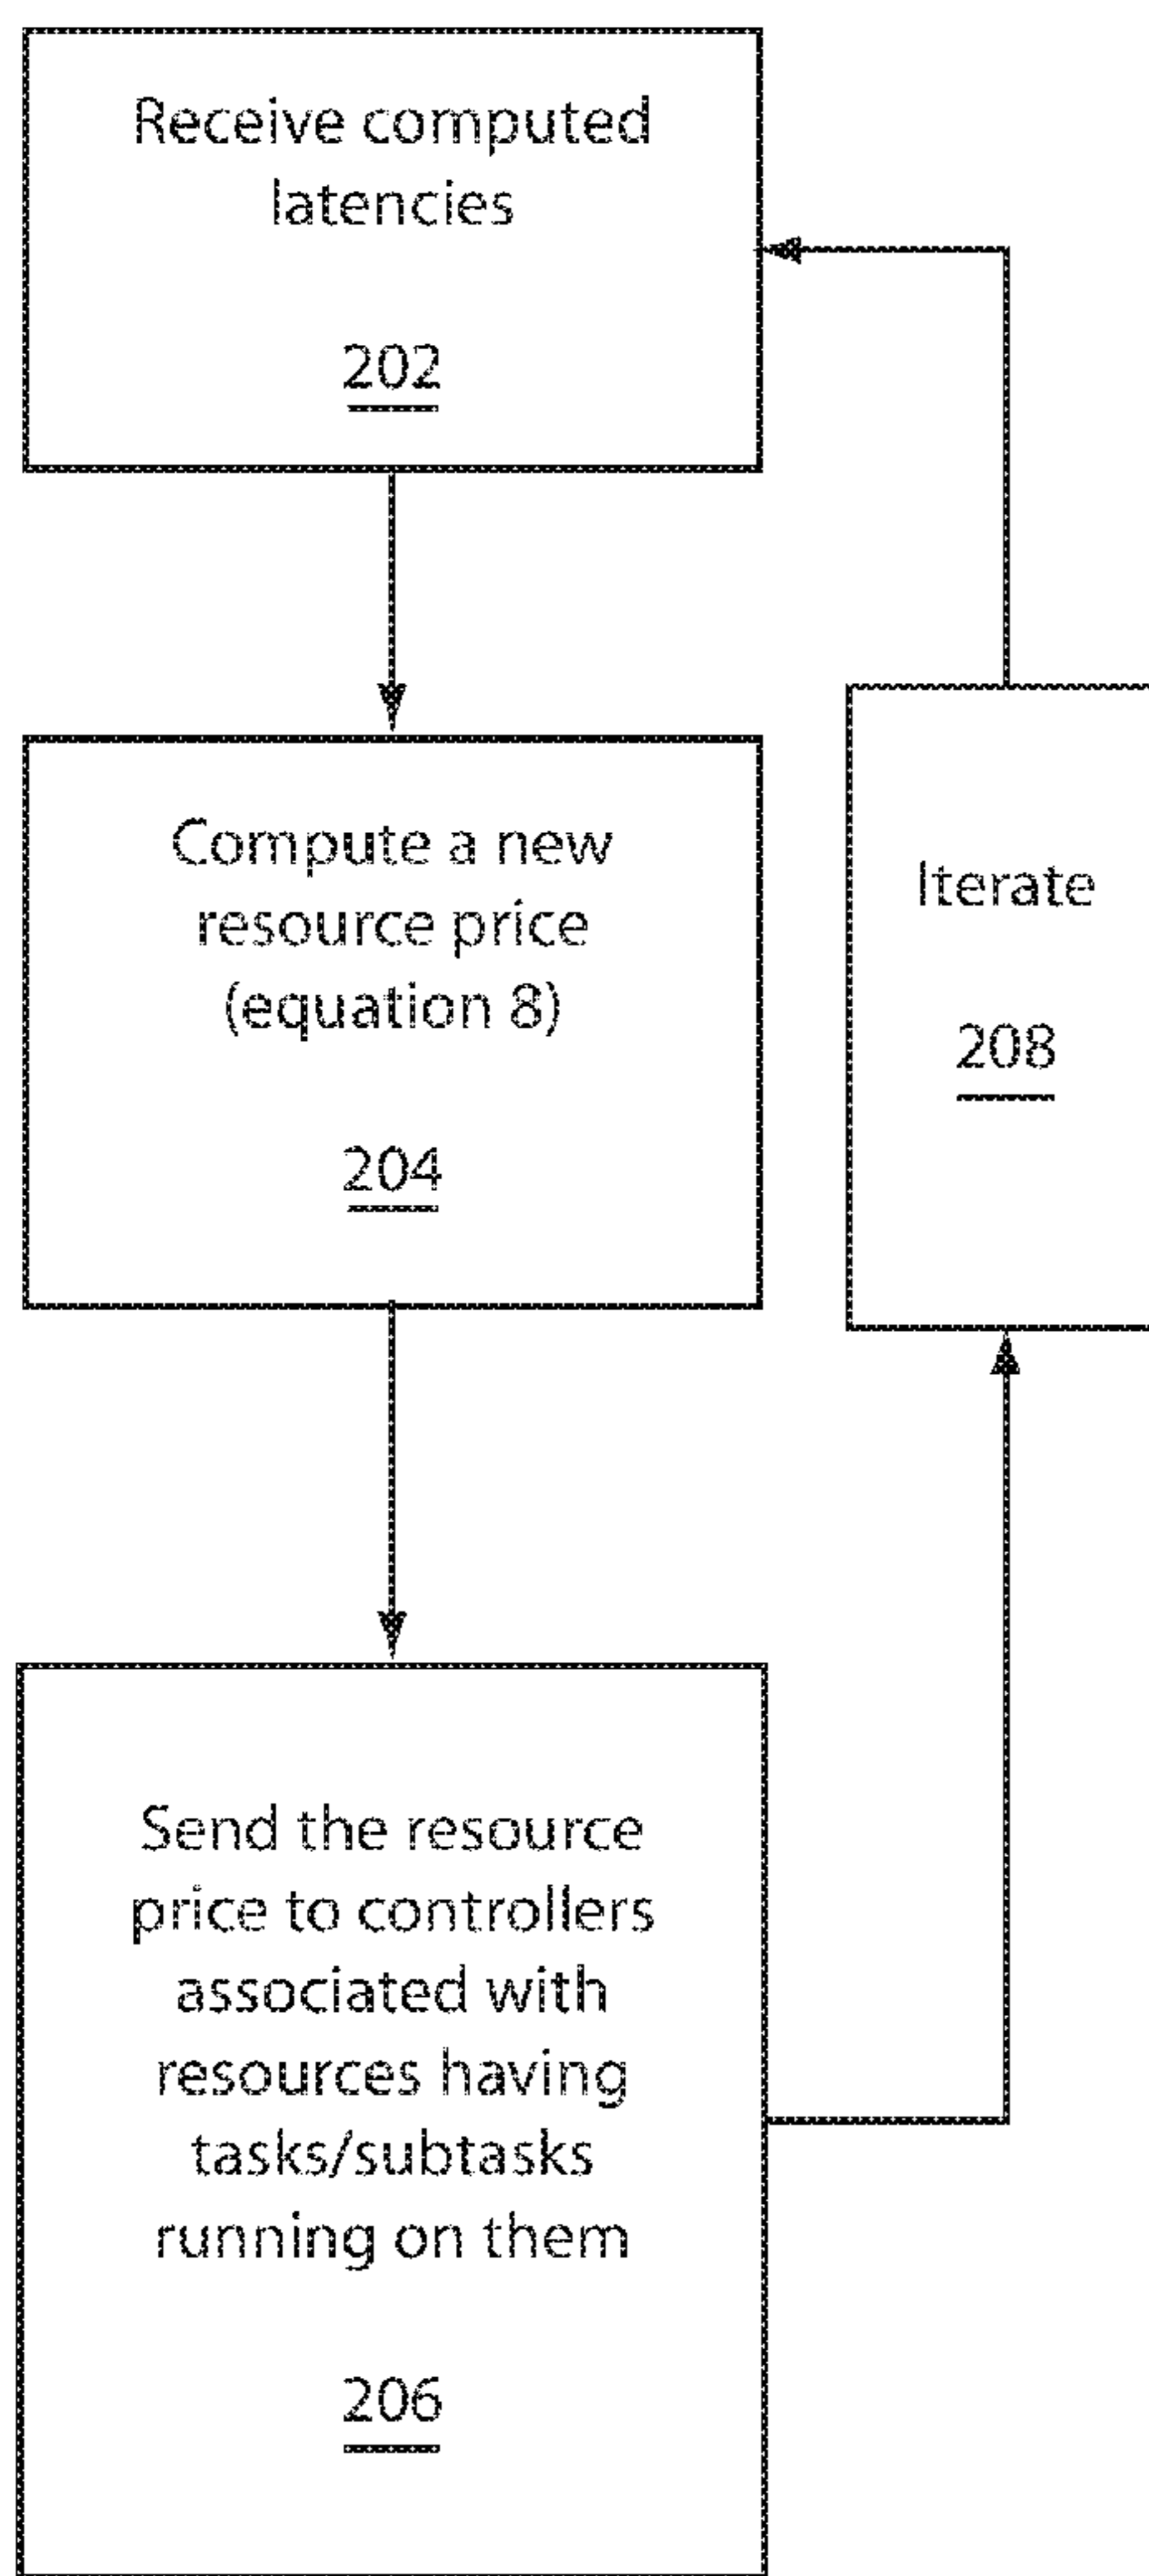 Receive computed
latencies
202
Compute a new
resource price
(equation 8)
204
Iterate
208
Send the resource
price to controllers
associated with
resources having
tasks/subtasks
running on them
206